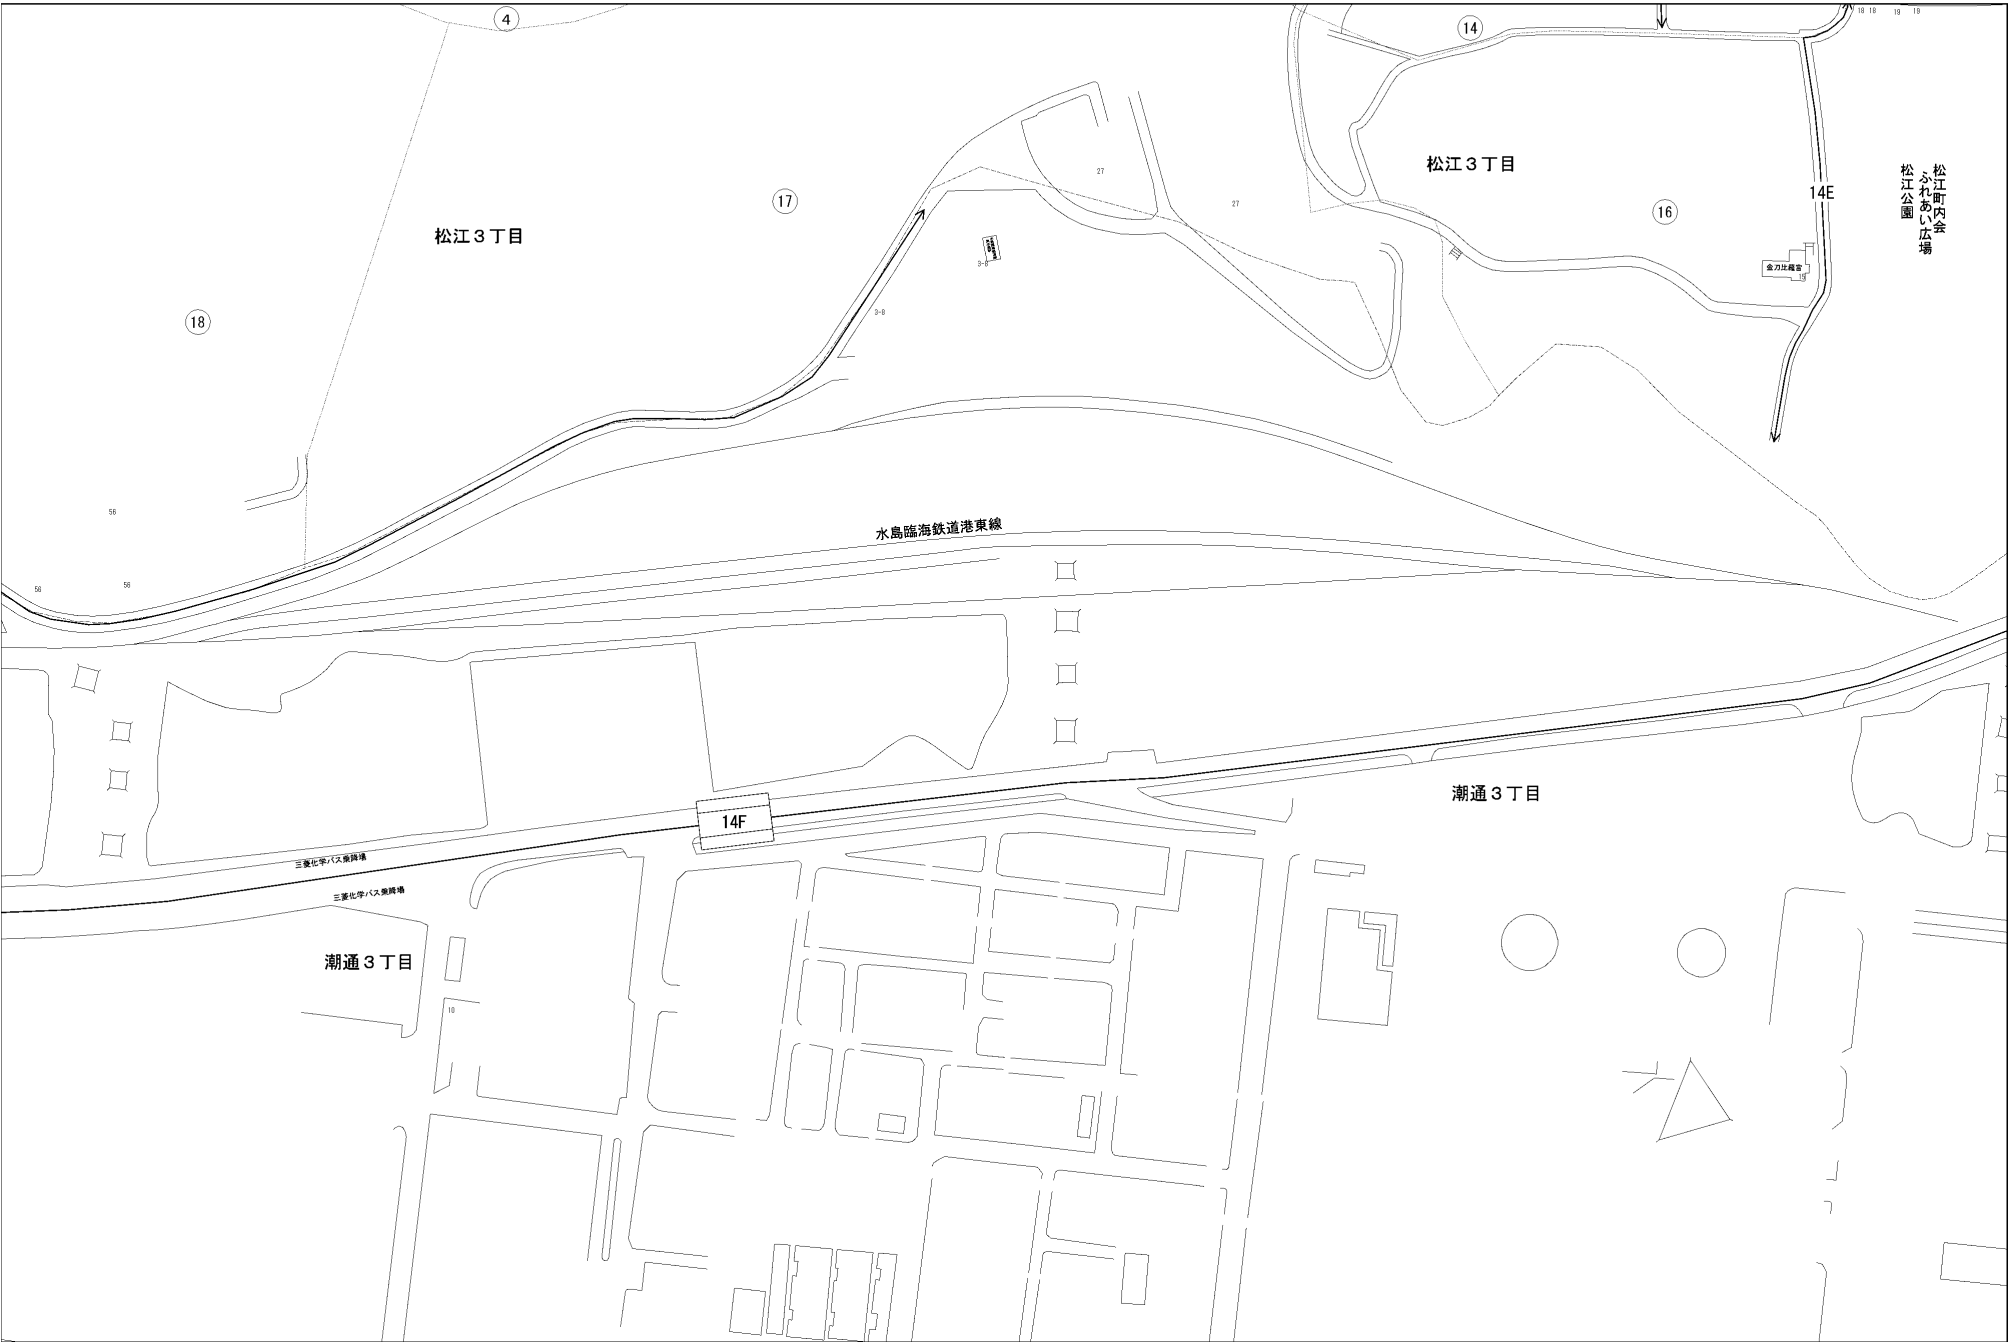 4
14
18 18
19
19
松江３丁目
27
17
14E
松江町内会
ふれあい広場
松江公園
27
16
松江３丁目
3-8
金刀比羅宮
15
3-8
18
56
水島臨海鉄道港東線
56
56
潮通３丁目
14F
三菱化学バス乗降場
三菱化学バス乗降場
潮通３丁目
10